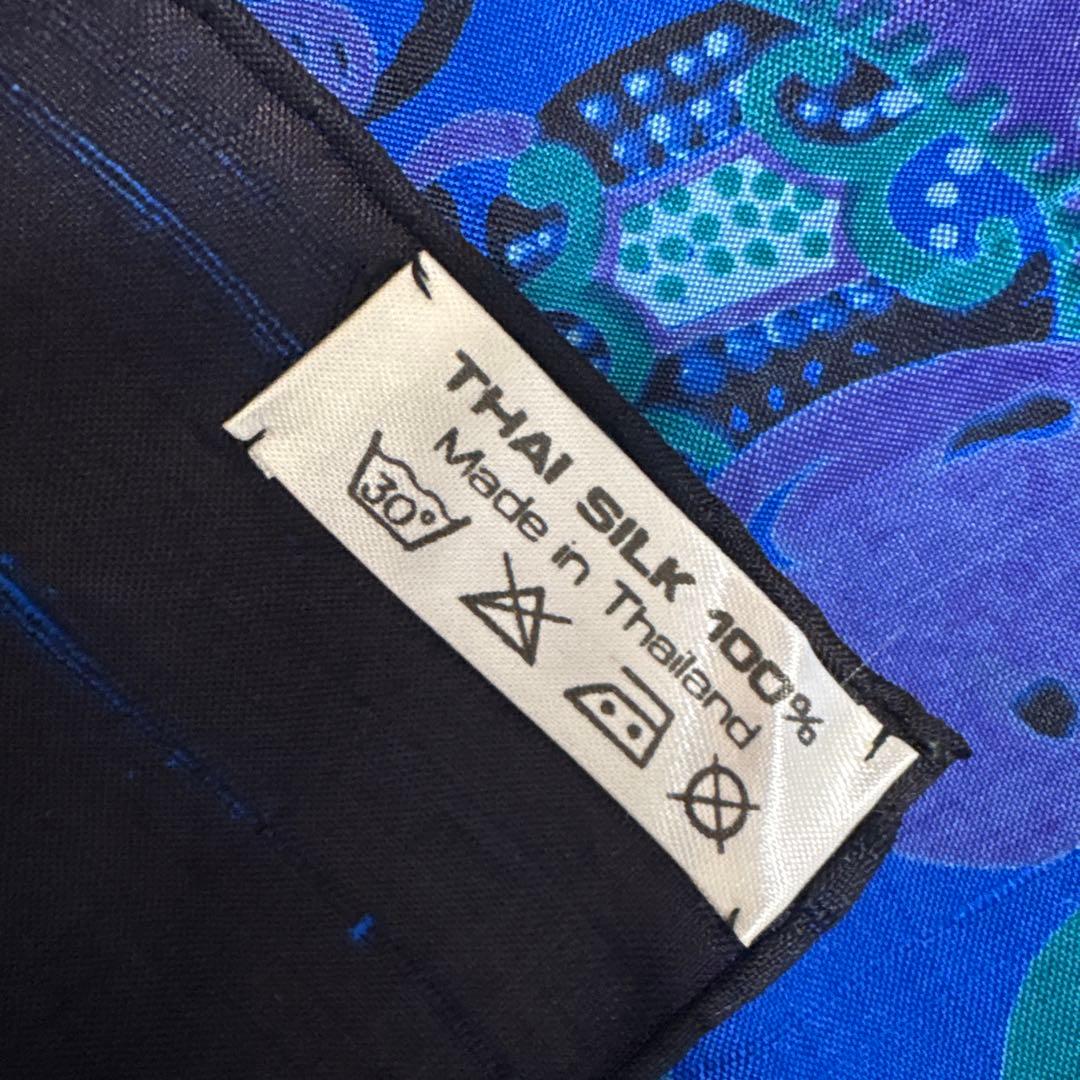 THAI SILK 100%
Made in Thailand
30°